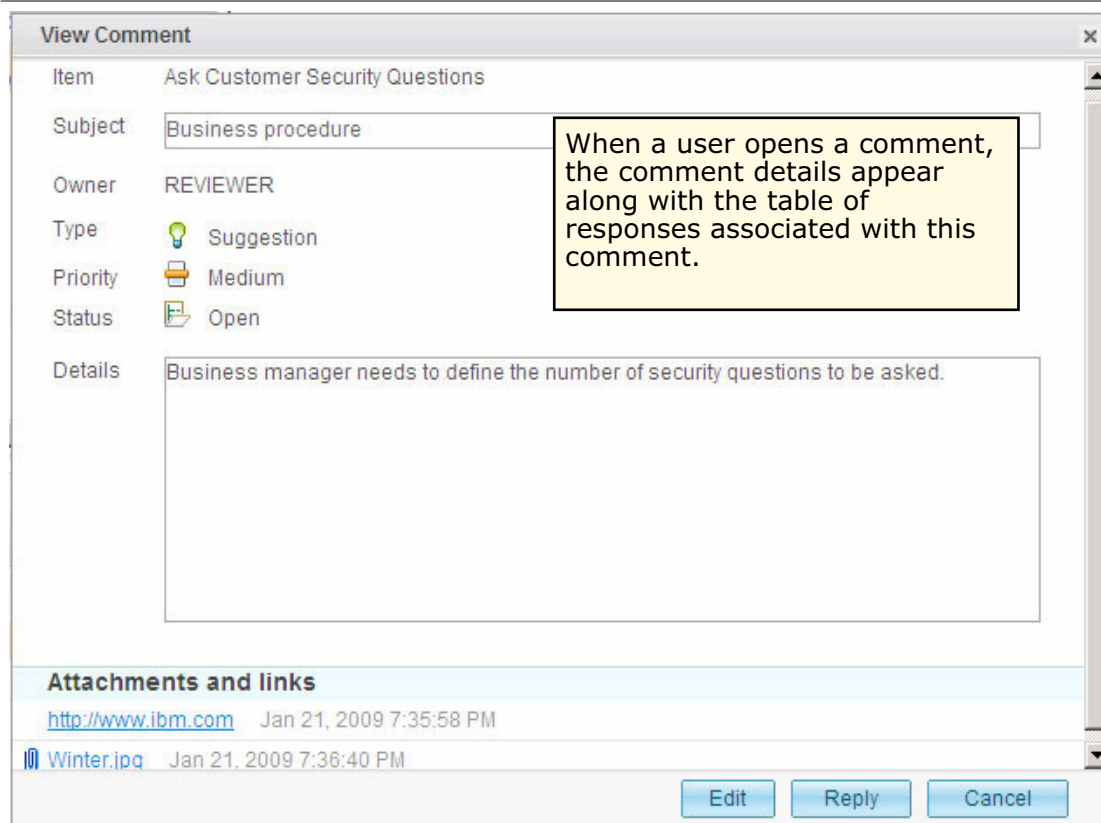 View Comment
×
Item Ask Customer Security Questions
Subject Business procedure
When a user opens a comment,
the comment details appear
along with the table of
responses associated with this
comment.
Owner REVIEWER
Type Suggestion
Priority Medium
Status Open
Details Business manager needs to define the number of security questions to be asked.
Attachments and links
http://www.ibm.com Jan 21, 2009 7:35:58 PM
Winter.jpg Jan 21, 2009 7:36:40 PM
Edit Reply Cancel